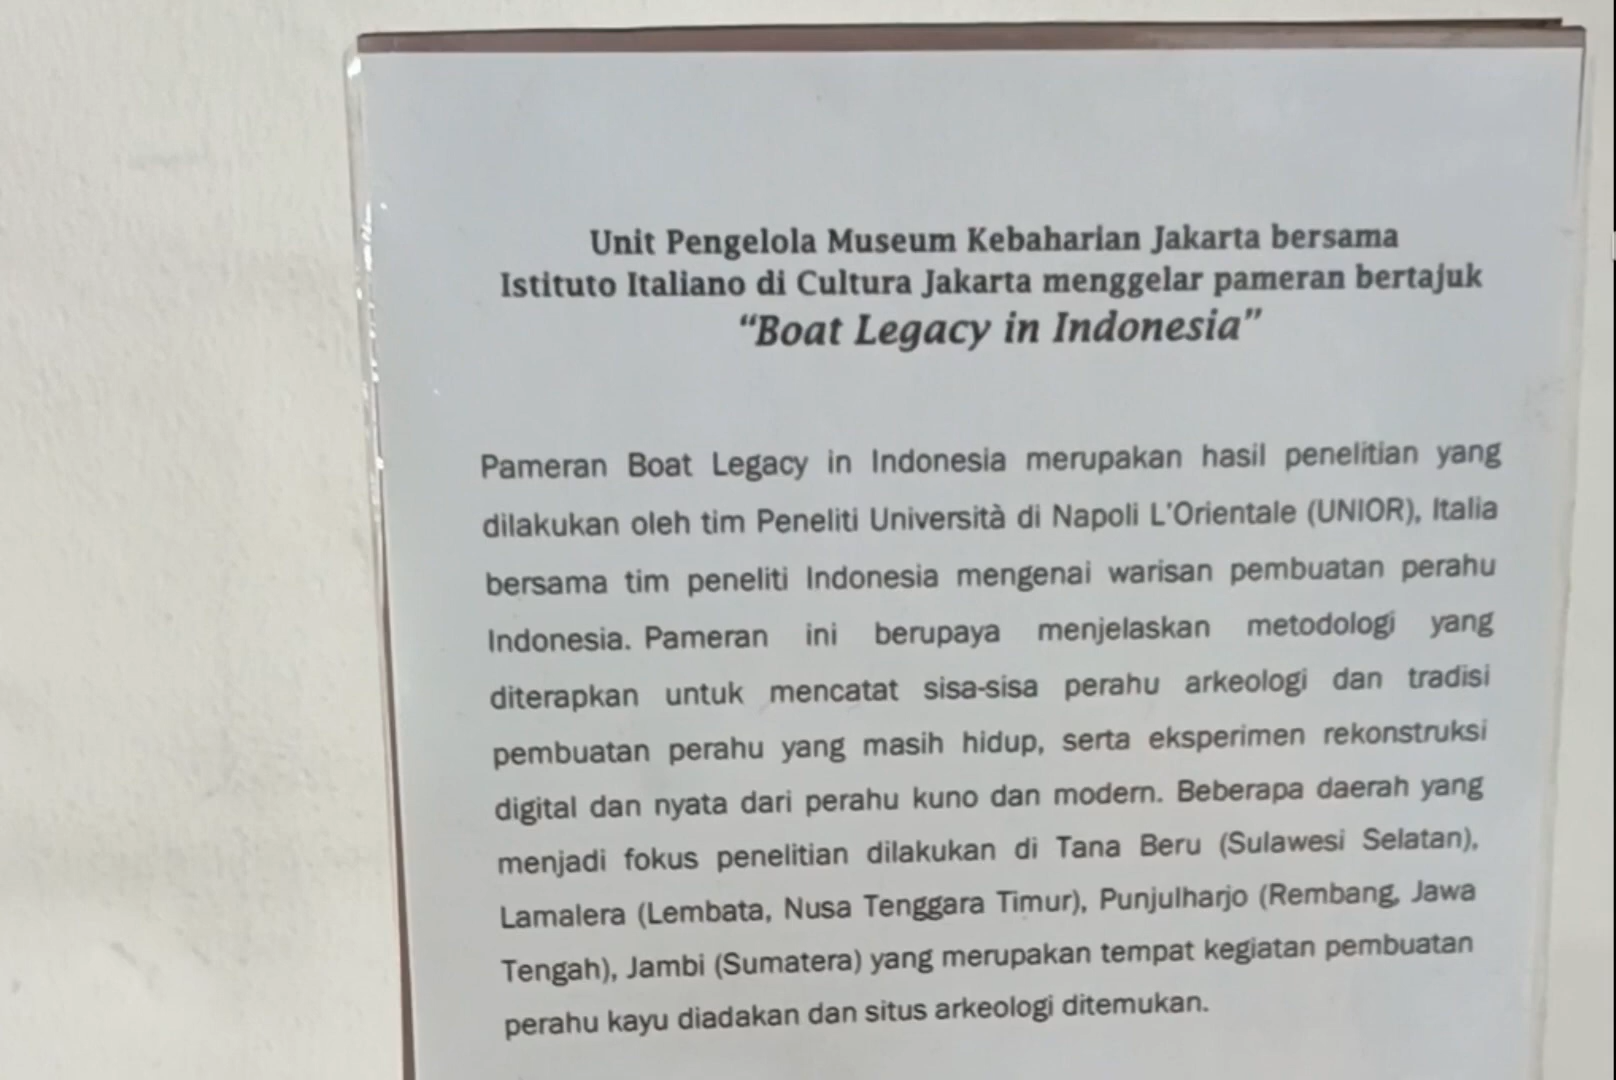 Unit Pengelola Museum Kebaharian Jakarta bersama
Istituto Italiano di Cultura Jakarta menggelar pameran bertajuk
“Boat Legacy in Indonesia”
Pameran Boat Legacy in Indonesia merupakan hasil penelitian yang
dilakukan oleh tim Peneliti Università di Napoli L'Orientale (UNIOR), Italia
bersama tim peneliti Indonesia mengenai warisan pembuatan perahu
Indonesia. Pameran ini berupaya menjelaskan metodologi yang
diterapkan untuk mencatat sisa-sisa perahu arkeologi dan tradisi
pembuatan perahu yang masih hidup, serta eksperimen rekonstruksi
digital dan nyata dari perahu kuno dan modern. Beberapa daerah yang
menjadi fokus penelitian dilakukan di Tana Beru (Sulawesi Selatan),
Lamalera (Lembata, Nusa Tenggara Timur), Punjulharjo (Rembang, Jawa
Tengah), Jambi (Sumatera) yang merupakan tempat kegiatan pembuatan
perahu kayu diadakan dan situs arkeologi ditemukan.